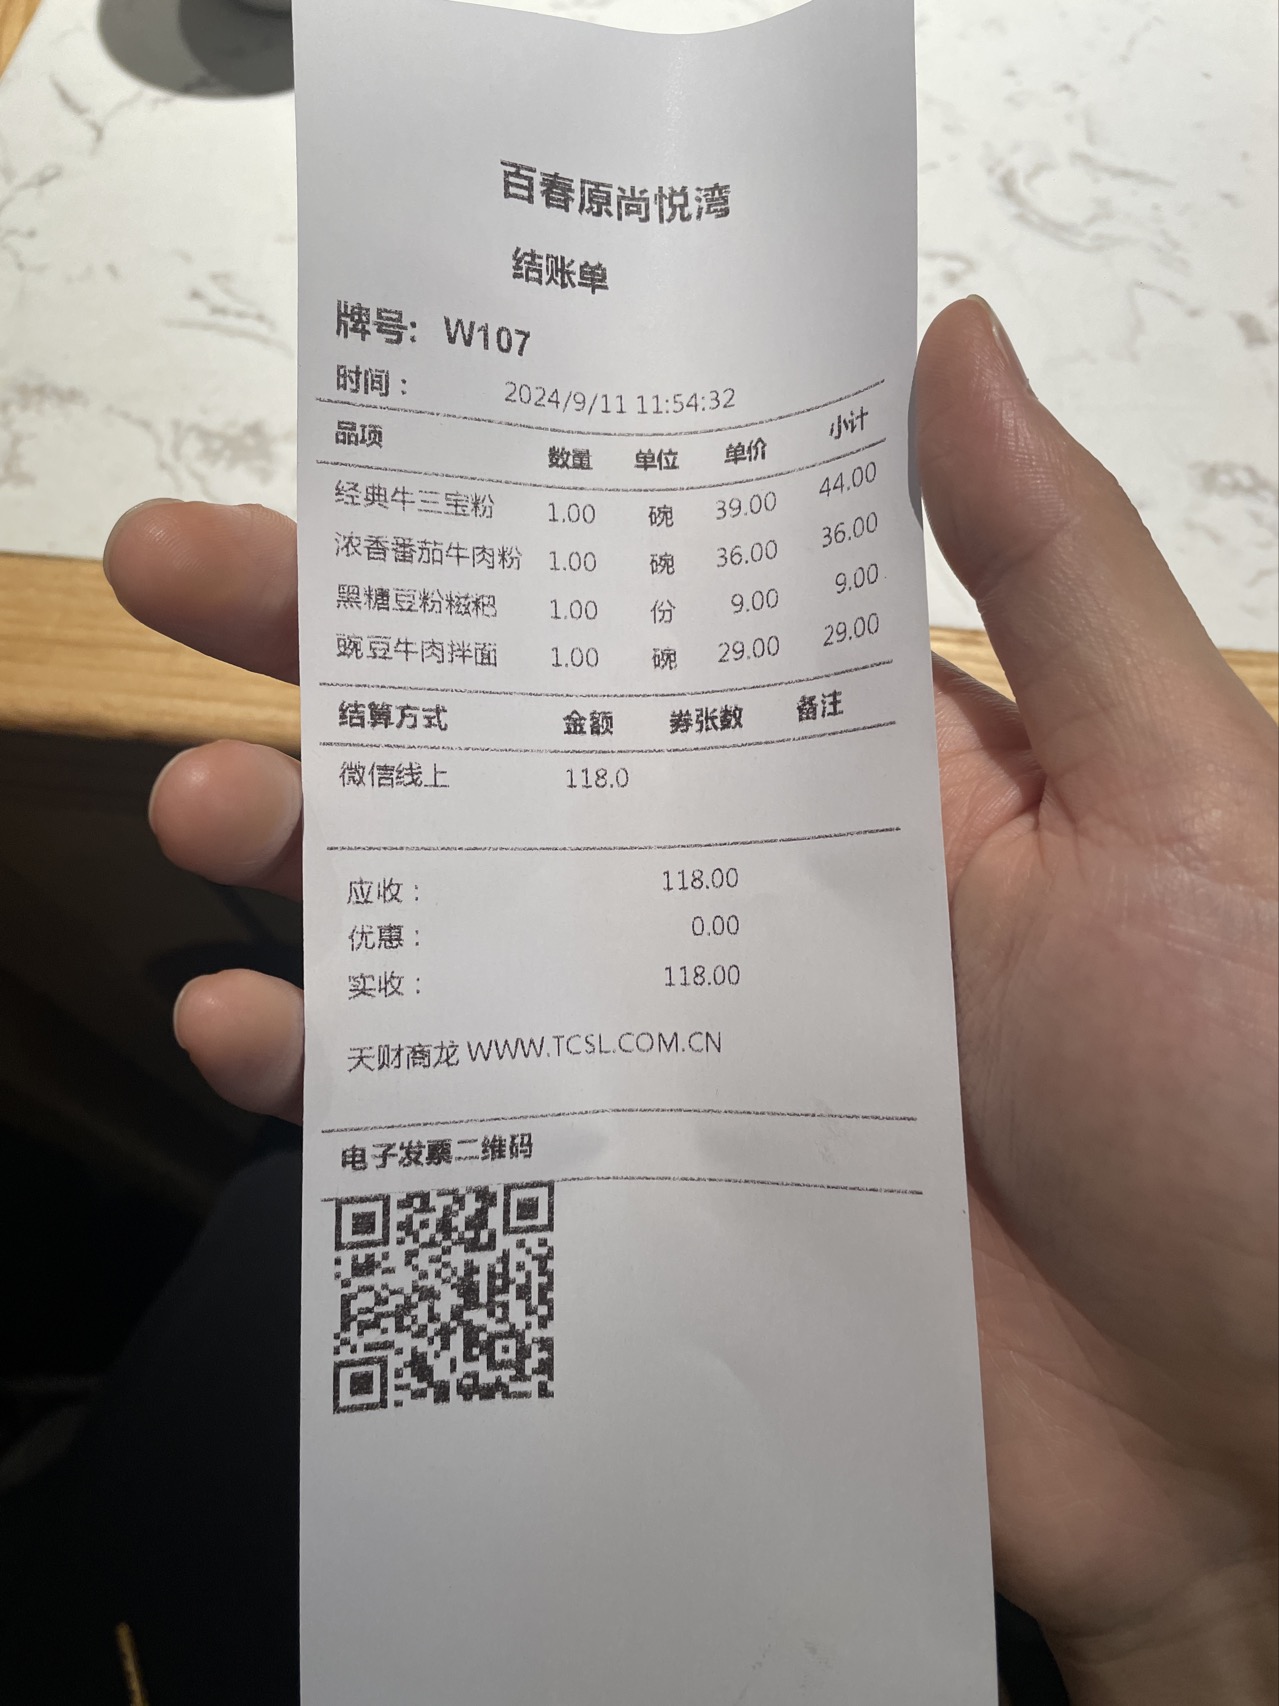 百春原尚悦湾
结账单
牌号: W107
时间： 2024/9/11 11:54:32
品项 数量 单位 单价 小计
经典牛三宝粉 1.00 碗 39.00 44.00
浓香番茄牛肉粉 1.00 碗 36.00 36.00
黑糖豆粉糍粑 1.00 份 9.00 9.00
豌豆牛肉拌面 1.00 碗 29.00 29.00
结算方式 金额 券张数 备注
微信线上 118.0
应收： 118.00
优惠： 0.00
实收： 118.00
天财商龙 WWW.TCSL.COM.CN
电子发票二维码